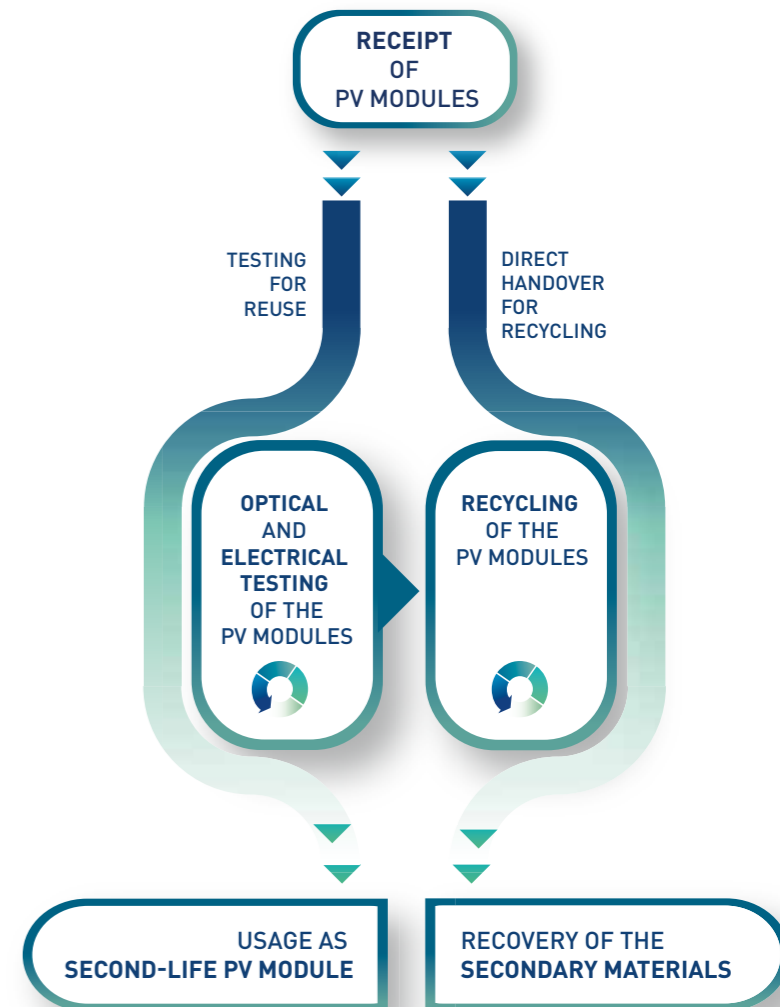 RECEIPT
OF
PV MODULES
TESTING
FOR
REUSE
DIRECT
HANDOVER
FOR
RECYCLING
OPTICAL
AND
ELECTRICAL
TESTING
OF THE
PV MODULES
RECYCLING
OF THE
PV MODULES
USAGE AS
SECOND-LIFE PV MODULE
RECOVERY OF THE
SECONDARY MATERIALS